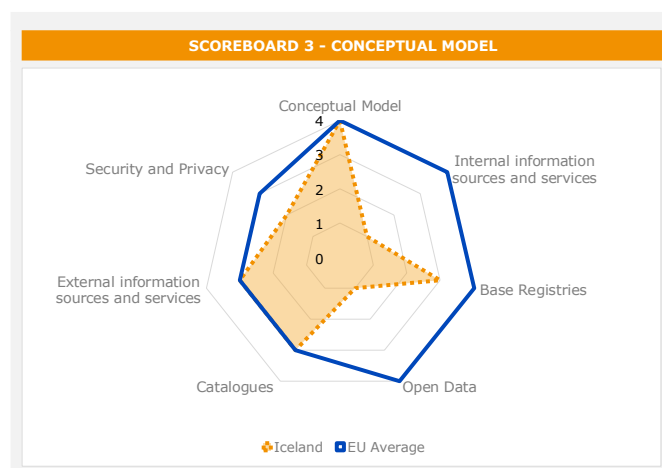 SCOREBOARD 3 - CONCEPTUAL MODEL
Conceptual Model
4
3
2
1
0
Internal information
sources and services
Base Registries
Open Data
Catalogues
External information
sources and services
Security and Privacy
Iceland
EU Average